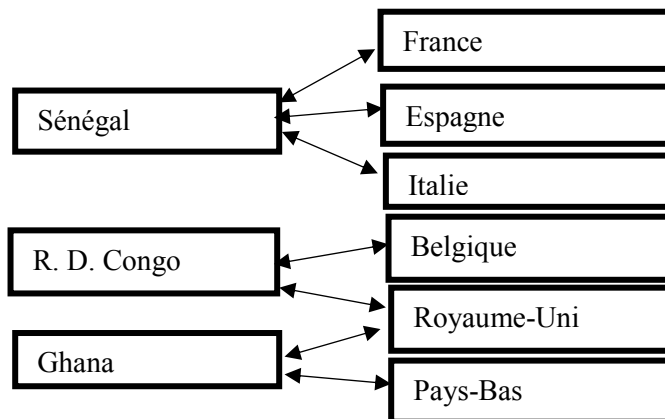 France
Sénégal
Espagne
Italie
R. D. Congo
Belgique
Royaume-Uni
Ghana
Pays-Bas